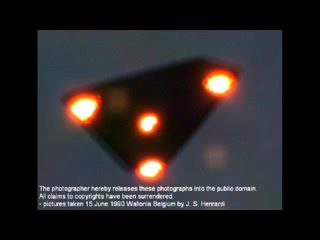 The photographer hereby releases these photographs into the public domain.
All claims to copyrights have been surrendered.
- pictures taken 15 June 1990 Wallonia Belgium by J. S. Henrardi